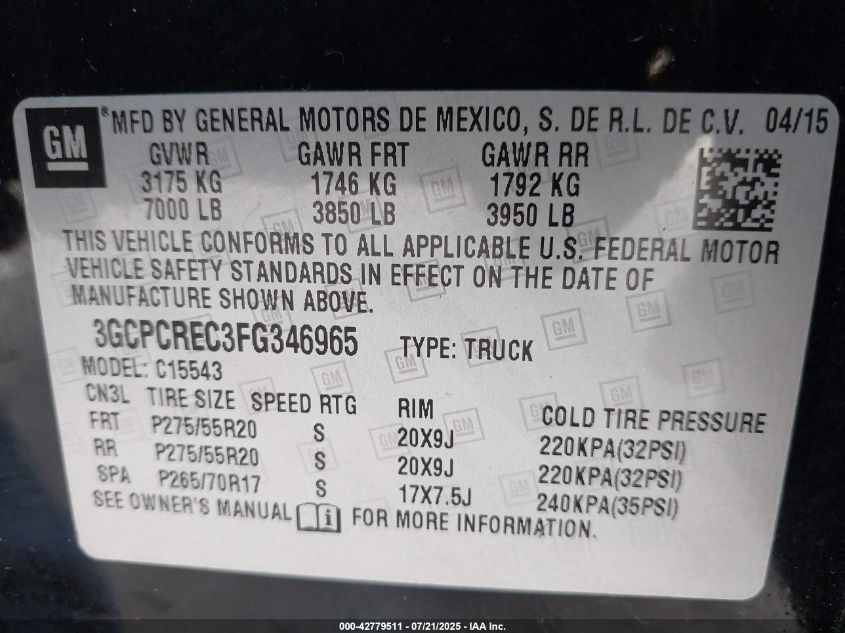 GM ® MFD BY GENERAL MOTORS DE MEXICO, S. DE R.L. DE C.V. 04/15
GVWR GAWR FRT GAWR RR
3175 KG 1746 KG 1792 KG
7000 LB 3850 LB 3950 LB
THIS VEHICLE CONFORMS TO ALL APPLICABLE U.S. FEDERAL MOTOR
VEHICLE SAFETY STANDARDS IN EFFECT ON THE DATE OF
MANUFACTURE SHOWN ABOVE.
3GCPCREC3FG346965 TYPE: TRUCK
MODEL: C15543
CN3L TIRE SIZE SPEED RTG RIM COLD TIRE PRESSURE
FRT P275/55R20 S 20X9J 220KPA(32PSI)
RR P275/55R20 S 20X9J 220KPA(32PSI)
SPA P265/70R17 S 17X7.5J 240KPA(35PSI)
SEE OWNER'S MANUAL i FOR MORE INFORMATION.
000-42779511 - 07/21/2025 - IAA Inc.